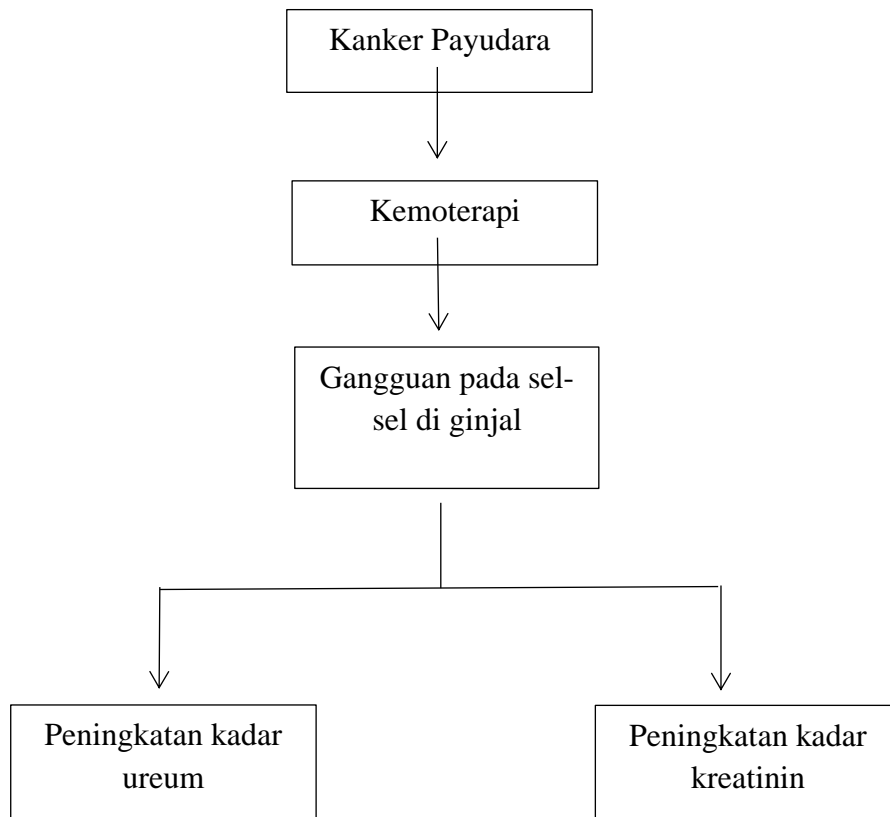 Kanker Payudara
Kemoterapi
Gangguan pada sel-
sel di ginjal
Peningkatan kadar
ureum
Peningkatan kadar
kreatinin